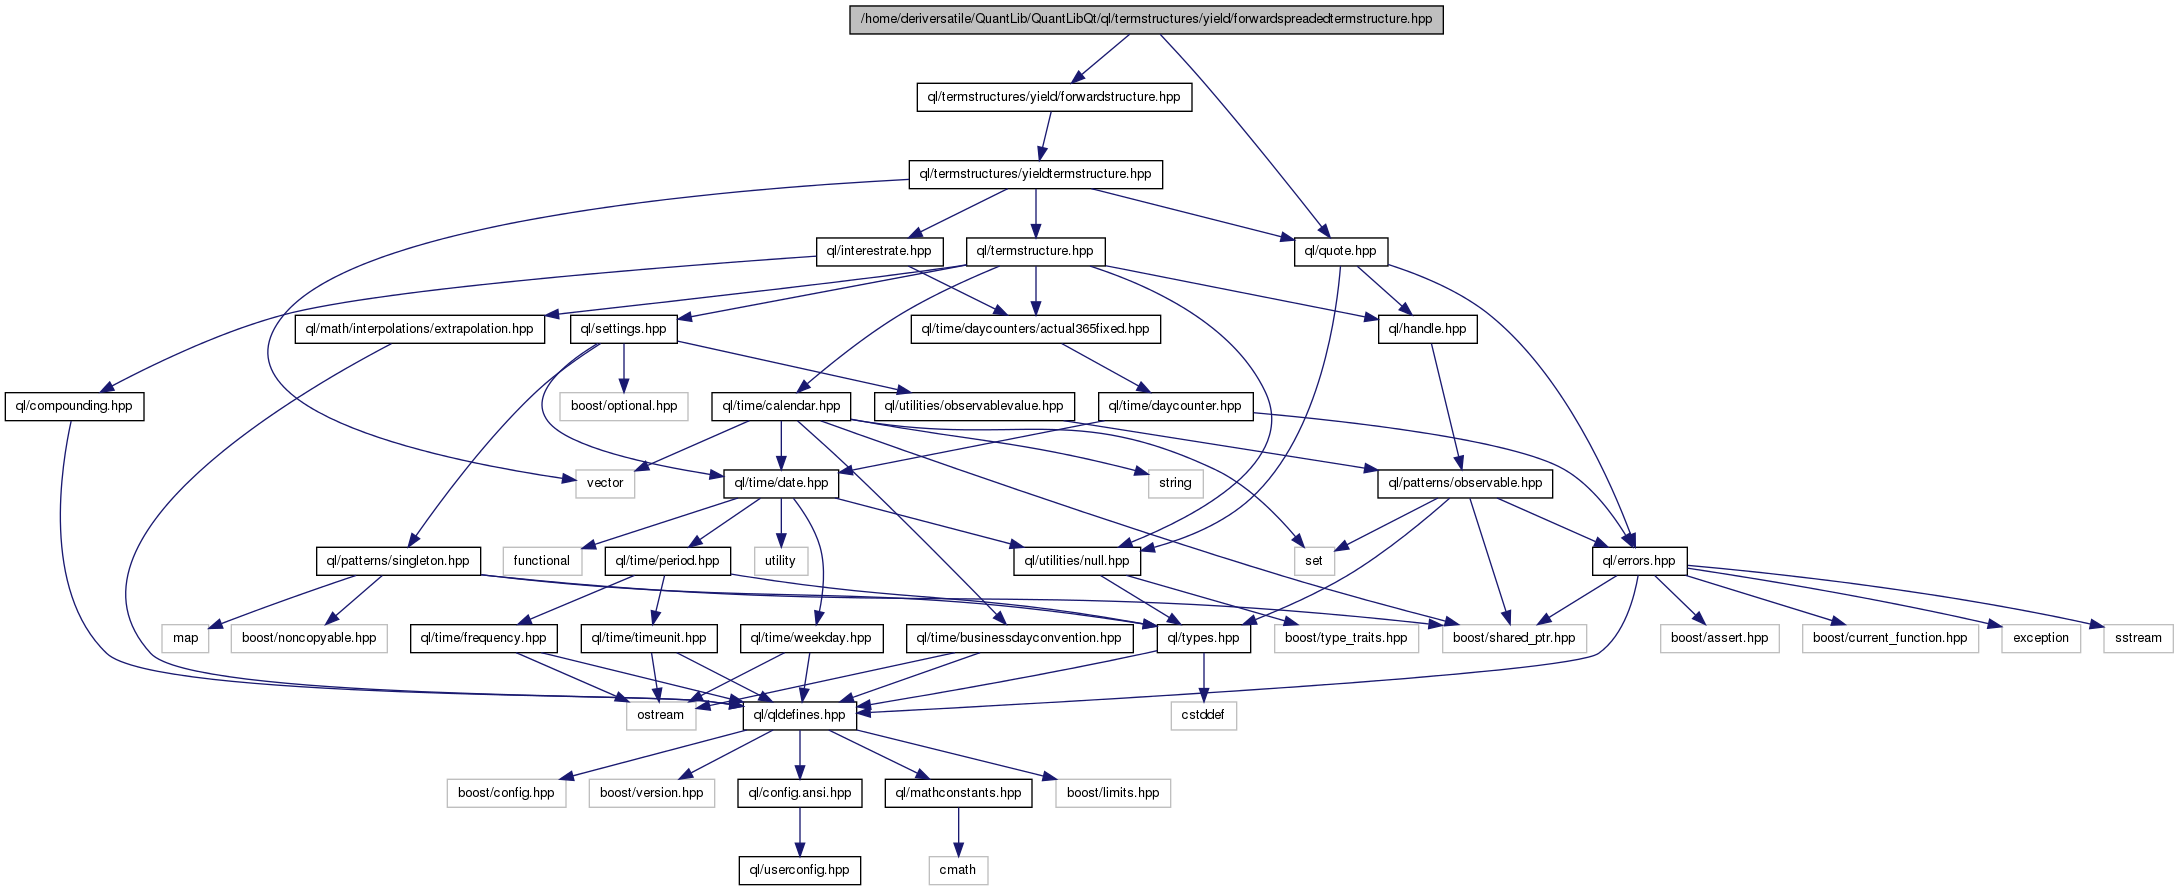 /home/deriversatile/QuantLib/QuantLibQt/ql/termstructures/yield/forwardspreadedtermstructure.hpp
ql/termstructures/yield/forwardstructure.hpp
ql/termstructures/yieldtermstructure.hpp
ql/interestrate.hpp
ql/termstructure.hpp
ql/quote.hpp
ql/math/interpolations/extrapolation.hpp
ql/settings.hpp
ql/time/daycounters/actual365fixed.hpp
ql/handle.hpp
ql/compounding.hpp
boost/optional.hpp
ql/time/calendar.hpp
ql/utilities/observablevalue.hpp
ql/time/daycounter.hpp
vector
ql/time/date.hpp
string
ql/patterns/observable.hpp
ql/patterns/singleton.hpp
functional
ql/time/period.hpp
utility
ql/utilities/null.hpp
set
ql/errors.hpp
map
boost/noncopyable.hpp
ql/time/frequency.hpp
ql/time/timeunit.hpp
ql/time/weekday.hpp
ql/time/businessdayconvention.hpp
ql/types.hpp
boost/type_traits.hpp
boost/shared_ptr.hpp
boost/assert.hpp
boost/current_function.hpp
exception
sstream
ostream
ql/qldefines.hpp
cstddef
boost/config.hpp
boost/version.hpp
ql/config.ansi.hpp
ql/mathconstants.hpp
boost/limits.hpp
ql/userconfig.hpp
cmath